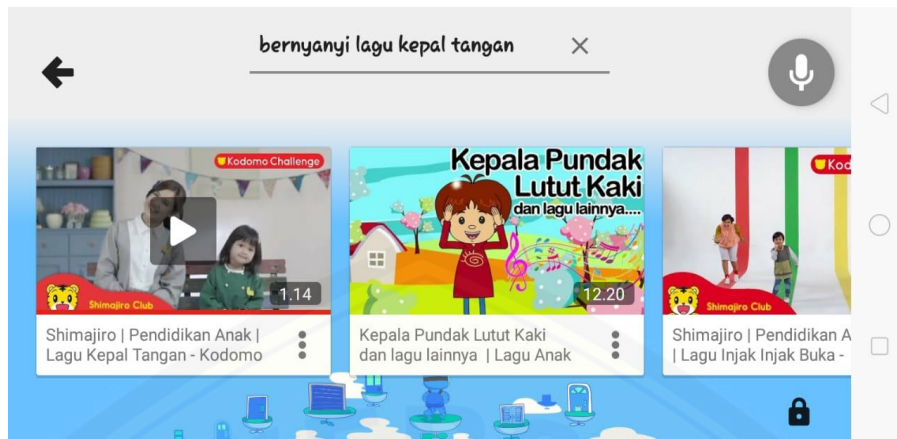 bernyanyi lagu kepal tangan
Kodomo Challenge
Shimajiro Club
1.14
Shimajiro | Pendidikan Anak |
Lagu Kepal Tangan - Kodomo
Kepala Pundak
Lutut Kaki
dan lagu lainnya....
12.20
Kepala Pundak Lutut Kaki
dan lagu lainnya | Lagu Anak
Kod
Shimajiro Club
Shimajiro | Pendidikan A
| Lagu Injak Injak Buka -